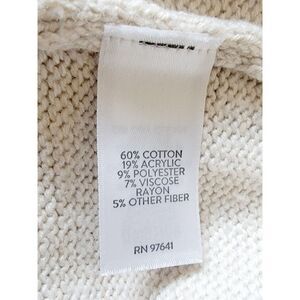 60% COTTON
19% ACRYLIC
9% POLYESTER
7% VISCOSE
RAYON
5% OTHER FIBER
RN 97641